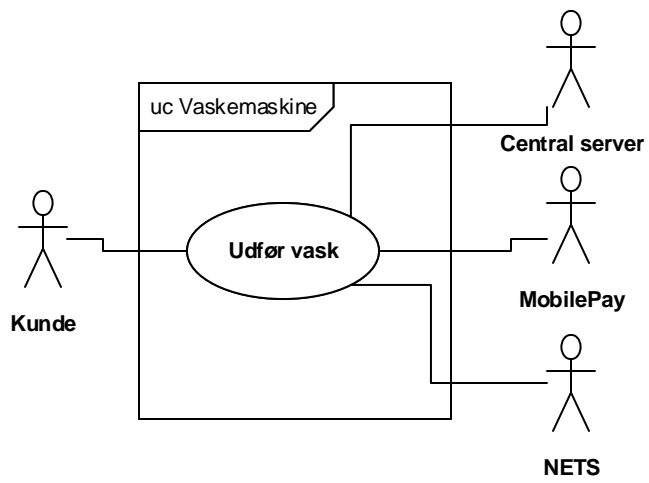 uc Vaskemaskine
Central server
Udfør vask
Kunde
MobilePay
NETS